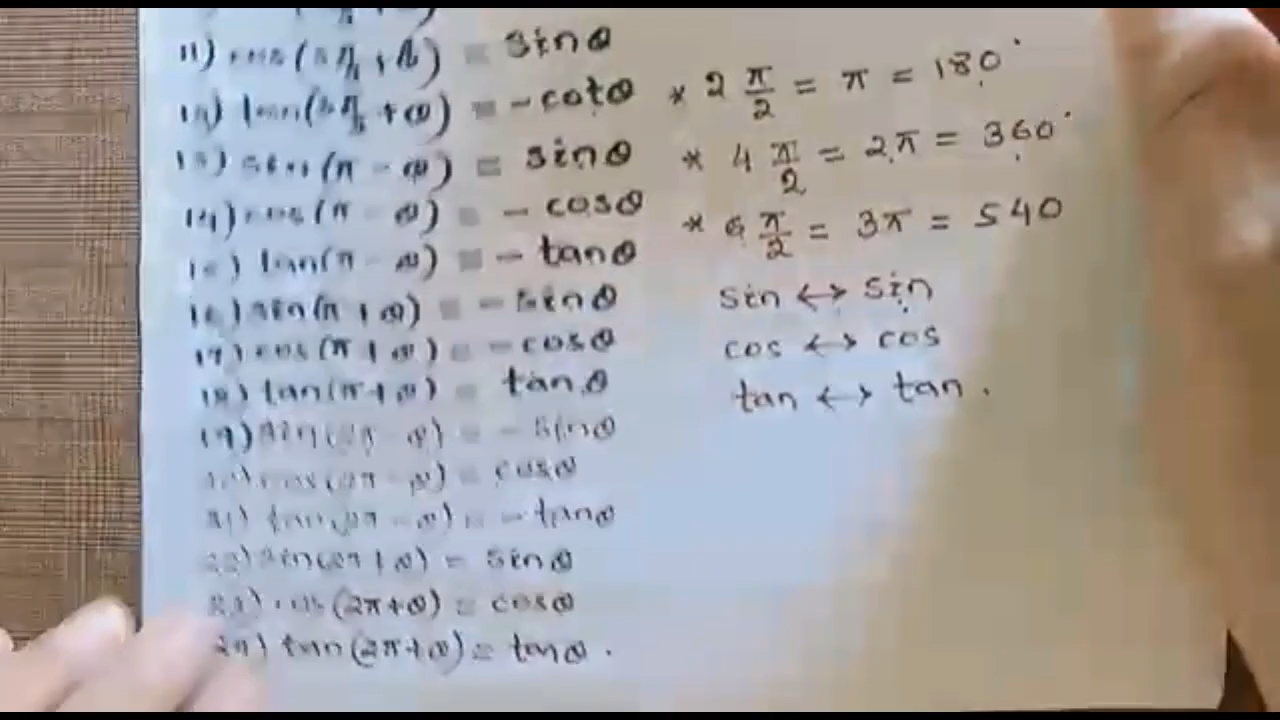 11) cos(3π/2 + θ) = sinθ
12) tan(3π/2 + θ) = -cotθ
13) sin(π - θ) = sinθ
14) cos(π - θ) = - cosθ
15) tan(π - θ) = - tanθ
16) sin(π + θ) = - sinθ
17) cos(π + θ) = - cosθ
18) tan(π + θ) = tanθ
19) sin(2π - θ) = - sinθ
20) cos(2π - θ) = cosθ
21) tan(2π - θ) = - tanθ
22) sin(2π + θ) = sinθ
23) cos(2π + θ) = cosθ
24) tan(2π + θ) = tanθ.
* 2 π/2 = π = 180°
* 4 π/2 = 2π = 360°
* 6 π/2 = 3π = 540
sin ↔ sin
cos ↔ cos
tan ↔ tan.